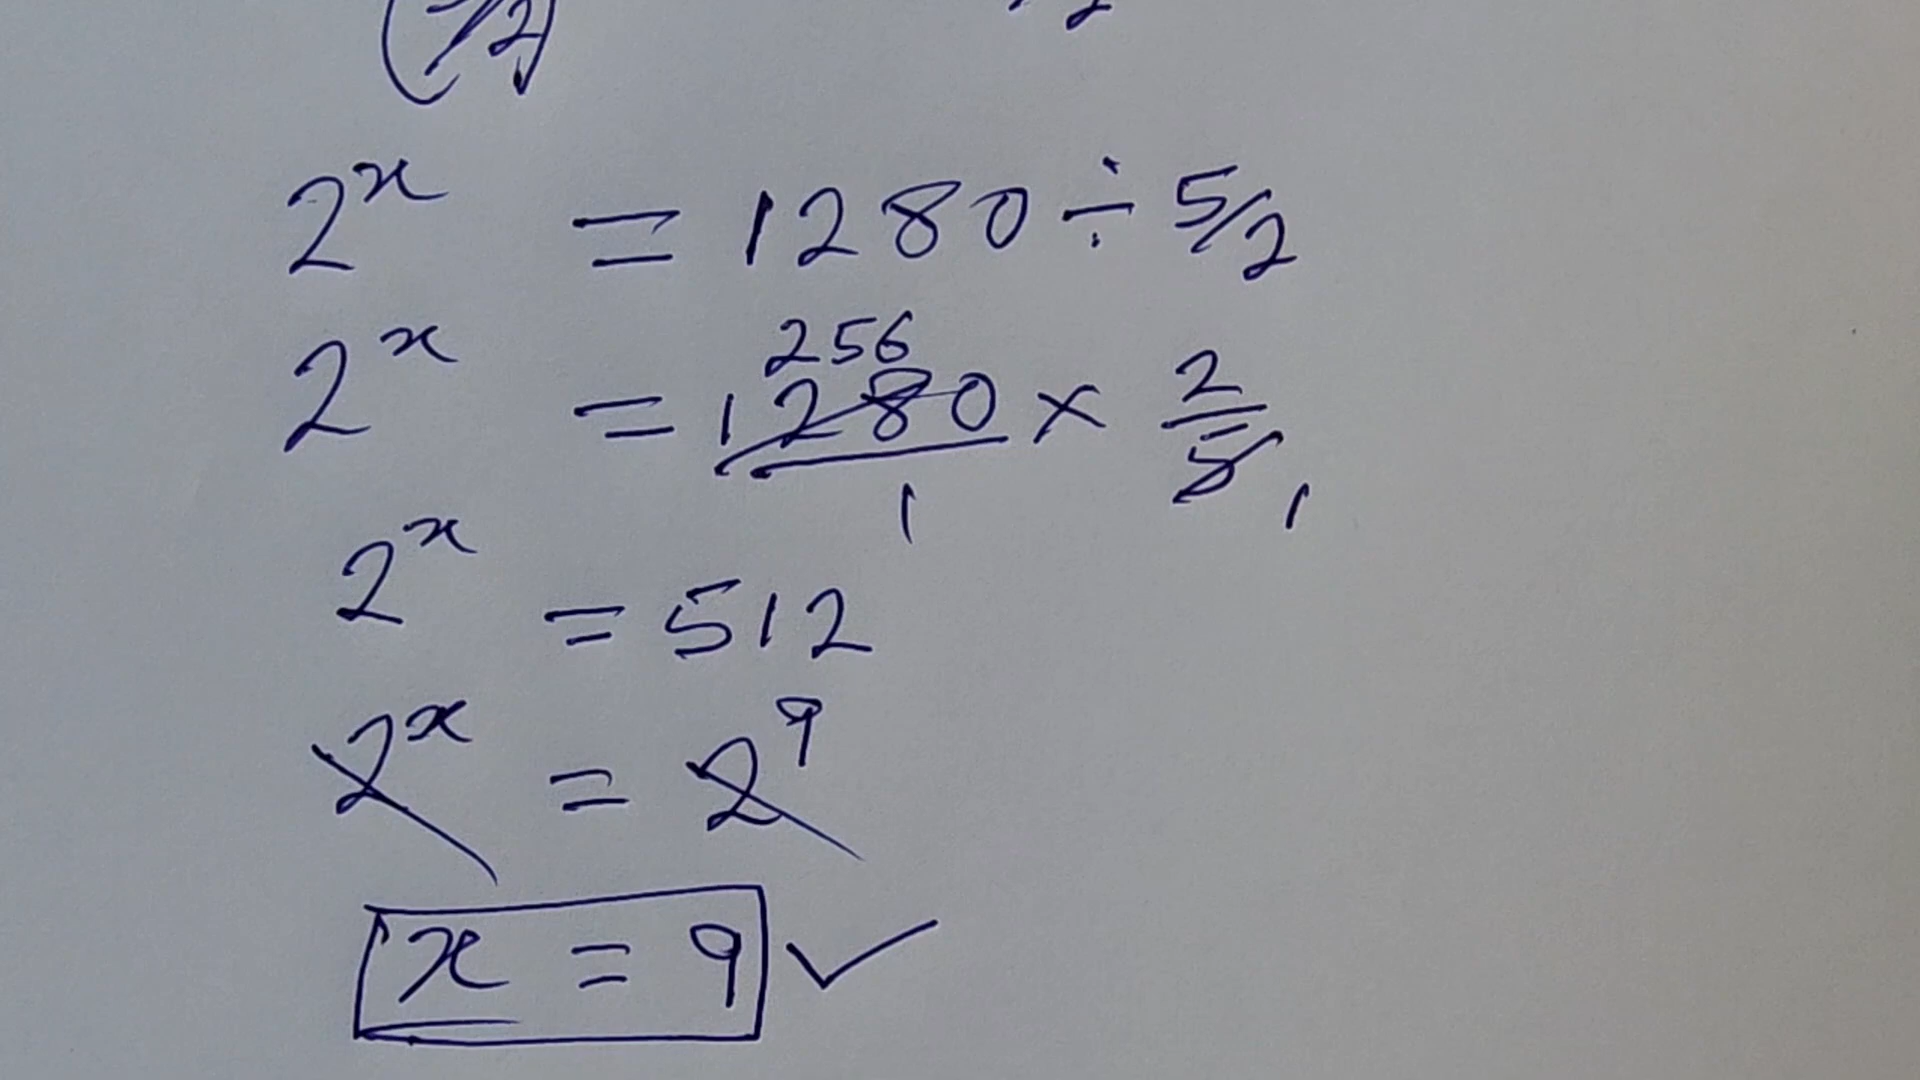 2^x = 1280 ÷ 5/2
256
2^x = 1280/1 × 2/5 1
2^x = 512
2^x = 2^9
x = 9 ✓